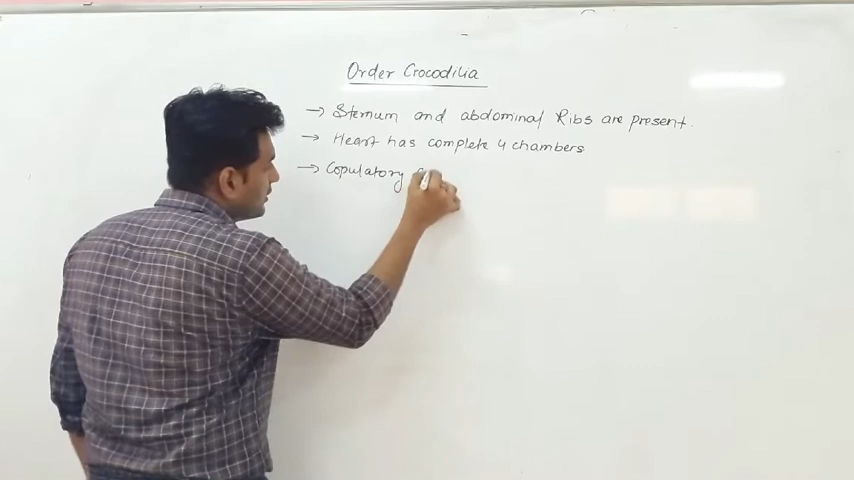 Order Crocodilia
→ Sternum and abdominal Ribs are present.
→ Heart has complete 4 chambers
→ Copulatory